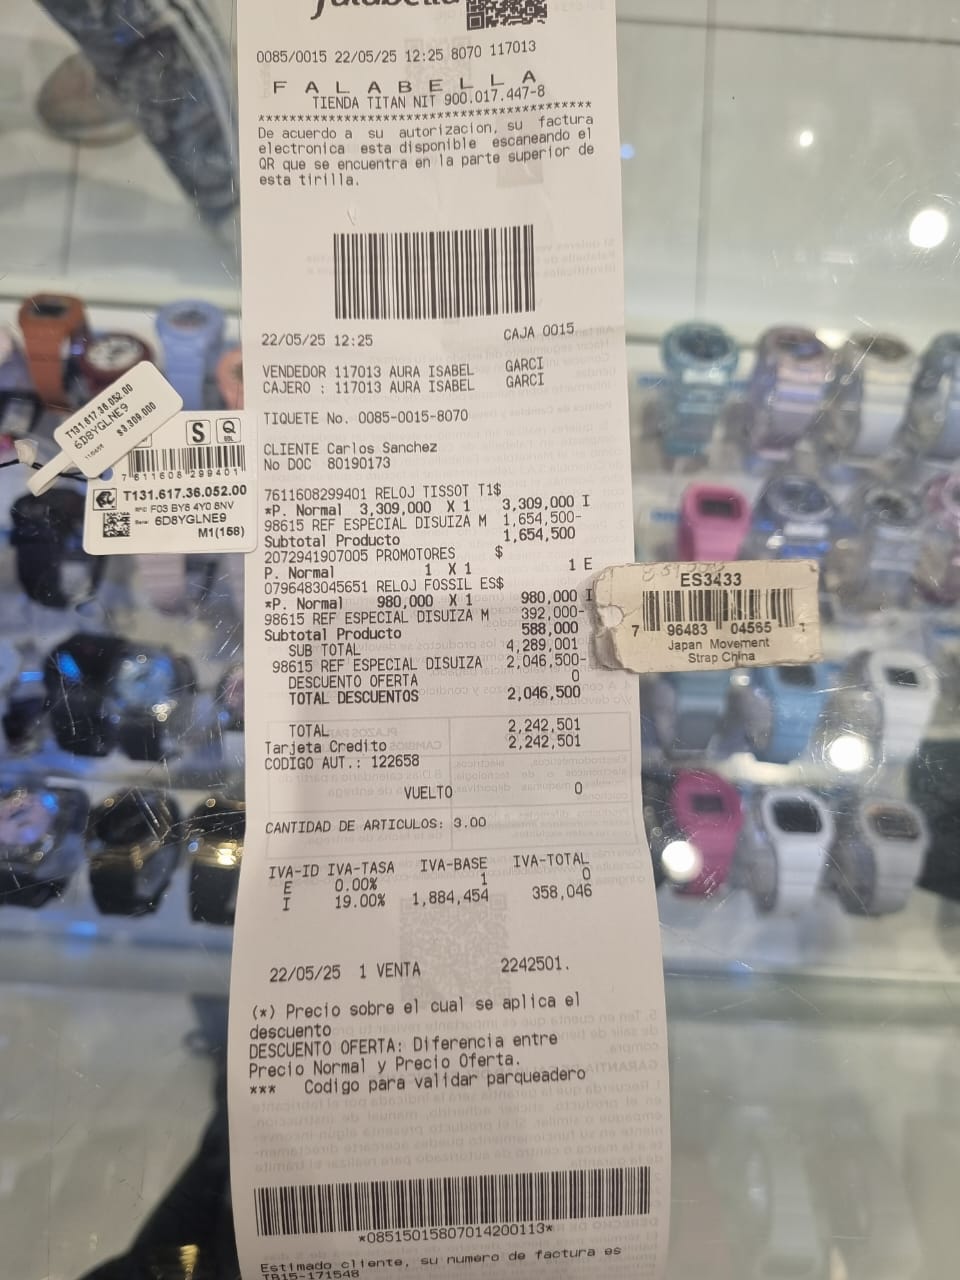 falabella
0085/0015 22/05/25 12:25 8070 117013
F A L A B E L L A
TIENDA TITAN NIT 900.017.447-8
****************************************
De acuerdo a su autorizacion, su factura
electronica esta disponible escaneando el
QR que se encuentra en la parte superior de
esta tirilla.
22/05/25 12:25 CAJA 0015
VENDEDOR 117013 AURA ISABEL GARCI
CAJERO : 117013 AURA ISABEL GARCI
TIQUETE No. 0085-0015-8070
CLIENTE Carlos Sanchez
No DOC 80190173
7611608299401 RELOJ TISSOT T1$
*P. Normal 3,309,000 X 1 3,309,000 I
98615 REF ESPECIAL DISUIZA M 1,654,500-
Subtotal Producto 1,654,500
2072941907005 PROMOTORES $
P. Normal 1 X 1 1 E
0796483045651 RELOJ FOSSIL ES$
*P. Normal 980,000 X 1 980,000 I
98615 REF ESPECIAL DISUIZA M 392,000-
Subtotal Producto 588,000
SUB TOTAL 4,289,001
98615 REF ESPECIAL DISUIZA 2,046,500-
DESCUENTO OFERTA 0
TOTAL DESCUENTOS 2,046,500
TOTAL 2,242,501
Tarjeta Credito 2,242,501
CODIGO AUT.: 122658
VUELTO 0
CANTIDAD DE ARTICULOS: 3.00
IVA-ID IVA-TASA IVA-BASE IVA-TOTAL
E 0.00% 1 0
I 19.00% 1,884,454 358,046
22/05/25 1 VENTA 2242501.
(*) Precio sobre el cual se aplica el
descuento
DESCUENTO OFERTA: Diferencia entre
Precio Normal y Precio Oferta.
*** Codigo para validar parqueadero
*08515015807014200113*
Estimado cliente, su numero de factura es
TB15-171548
T131.617.36.052.00
6D8YGLNE9
$3.309.000
S
Q
7 611608 299401
T131.617.36.052.00
F03 BY8 4Y0 8NV
6D8YGLNE9
M1(158)
ES3433
7 96483 04565 1
Japan Movement
Strap China